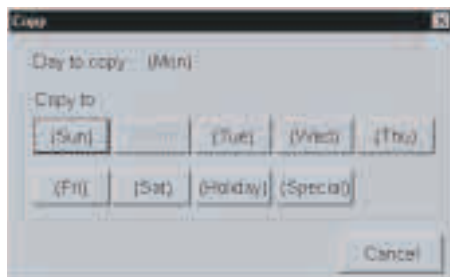 Copy
Day to copy (Mon)
Copy to
(Sun) (Tue) (Wed) (Thu)
(Fri) (Sat) (Holiday) (Special)
Cancel